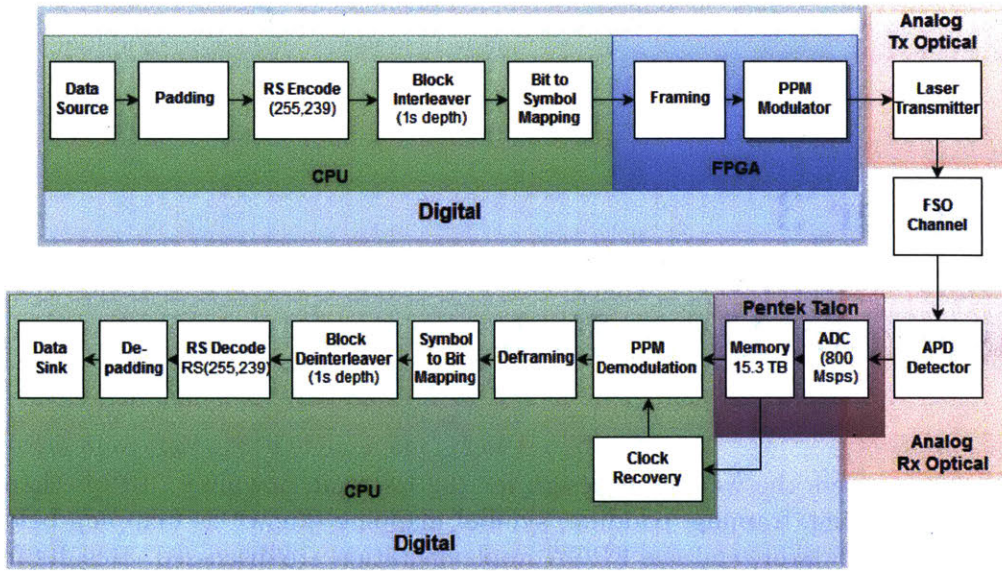 Analog
Tx Optical
Data
Source
Padding
RS Encode
(255,239)
Block
Interleaver
(1s depth)
Bit to
Symbol
Mapping
Framing
PPM
Modulator
Laser
Transmitter
CPU
FPGA
Digital
FSO
Channel
Pentek Talon
Data
Sink
De-
padding
RS Decode
RS(255,239)
Block
Deinterleaver
(1s depth)
Symbol
to Bit
Mapping
Deframing
PPM
Demodulation
Memory
15.3 TB
ADC
(800
Msps)
APD
Detector
Clock
Recovery
CPU
Analog
Rx Optical
Digital